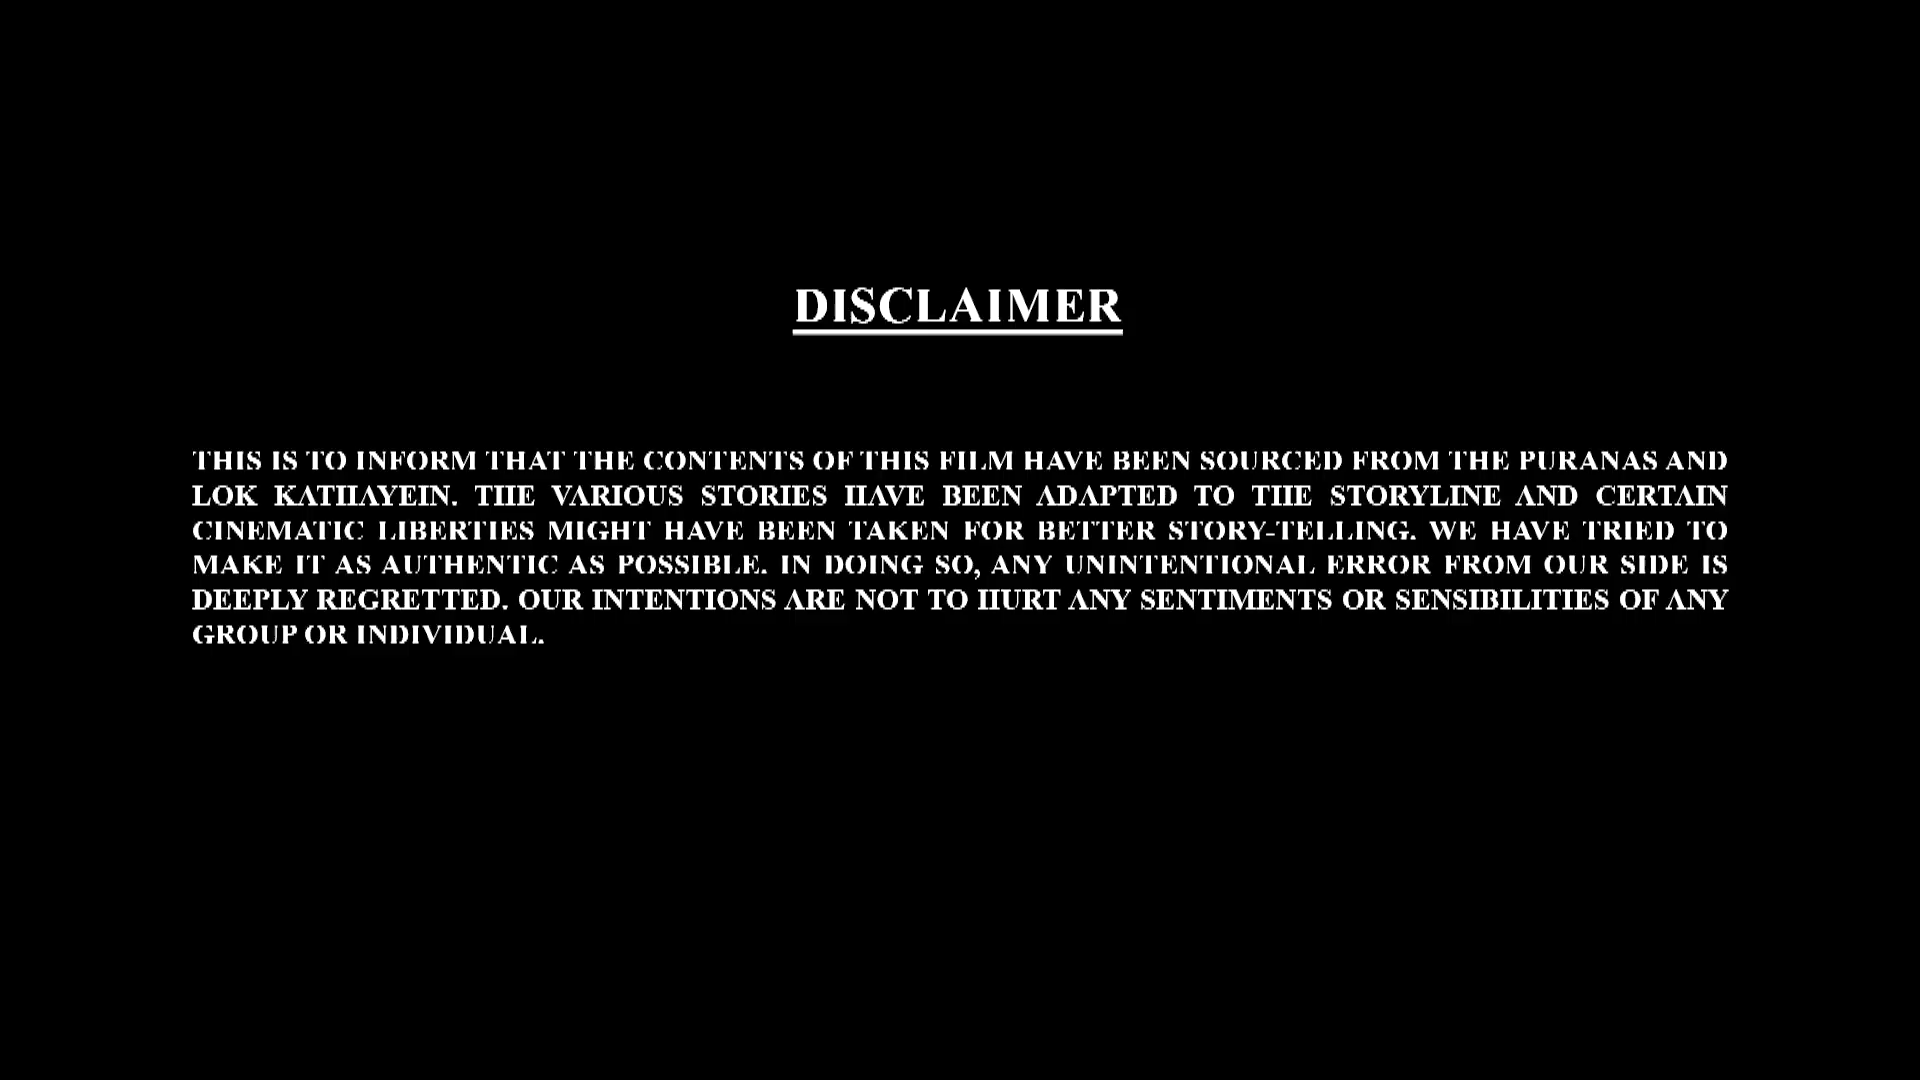 DISCLAIMER
THIS IS TO INFORM THAT THE CONTENTS OF THIS FILM HAVE BEEN SOURCED FROM THE PURANAS AND
LOK KATHAYEIN. THE VARIOUS STORIES HAVE BEEN ADAPTED TO THE STORYLINE AND CERTAIN
CINEMATIC LIBERTIES MIGHT HAVE BEEN TAKEN FOR BETTER STORY-TELLING. WE HAVE TRIED TO
MAKE IT AS AUTHENTIC AS POSSIBLE. IN DOING SO, ANY UNINTENTIONAL ERROR FROM OUR SIDE IS
DEEPLY REGRETTED. OUR INTENTIONS ARE NOT TO HURT ANY SENTIMENTS OR SENSIBILITIES OF ANY
GROUP OR INDIVIDUAL.